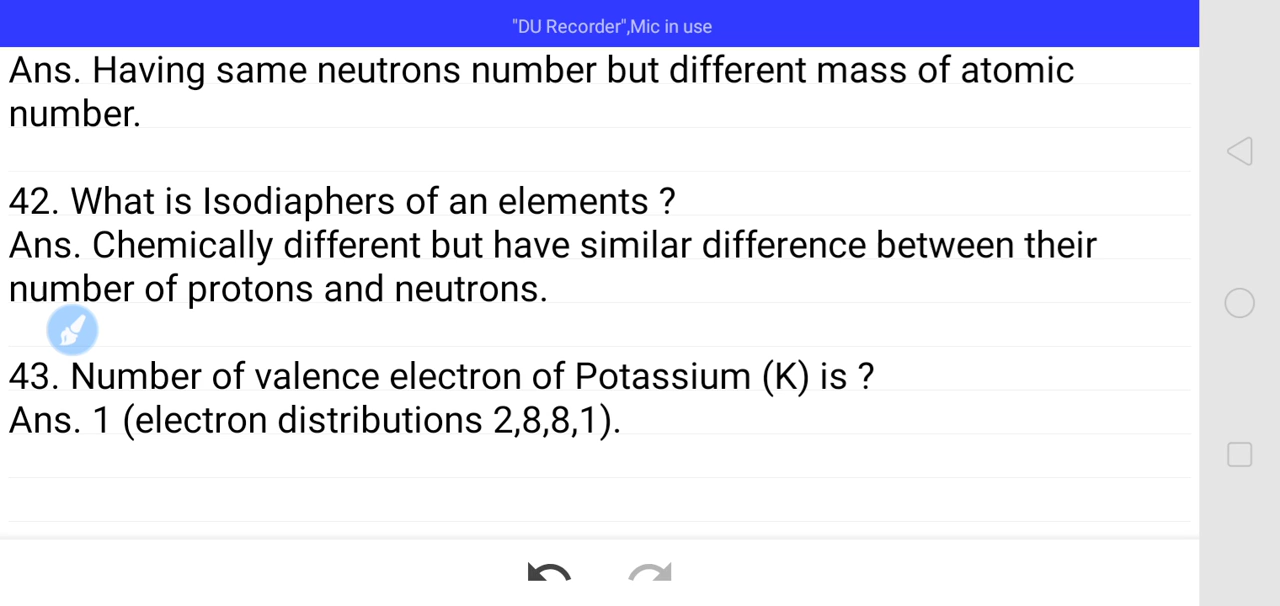 "DU Recorder",Mic in use
Ans. Having same neutrons number but different mass of atomic
number.
42. What is Isodiaphers of an elements ?
Ans. Chemically different but have similar difference between their
number of protons and neutrons.
43. Number of valence electron of Potassium (K) is ?
Ans. 1 (electron distributions 2,8,8,1).